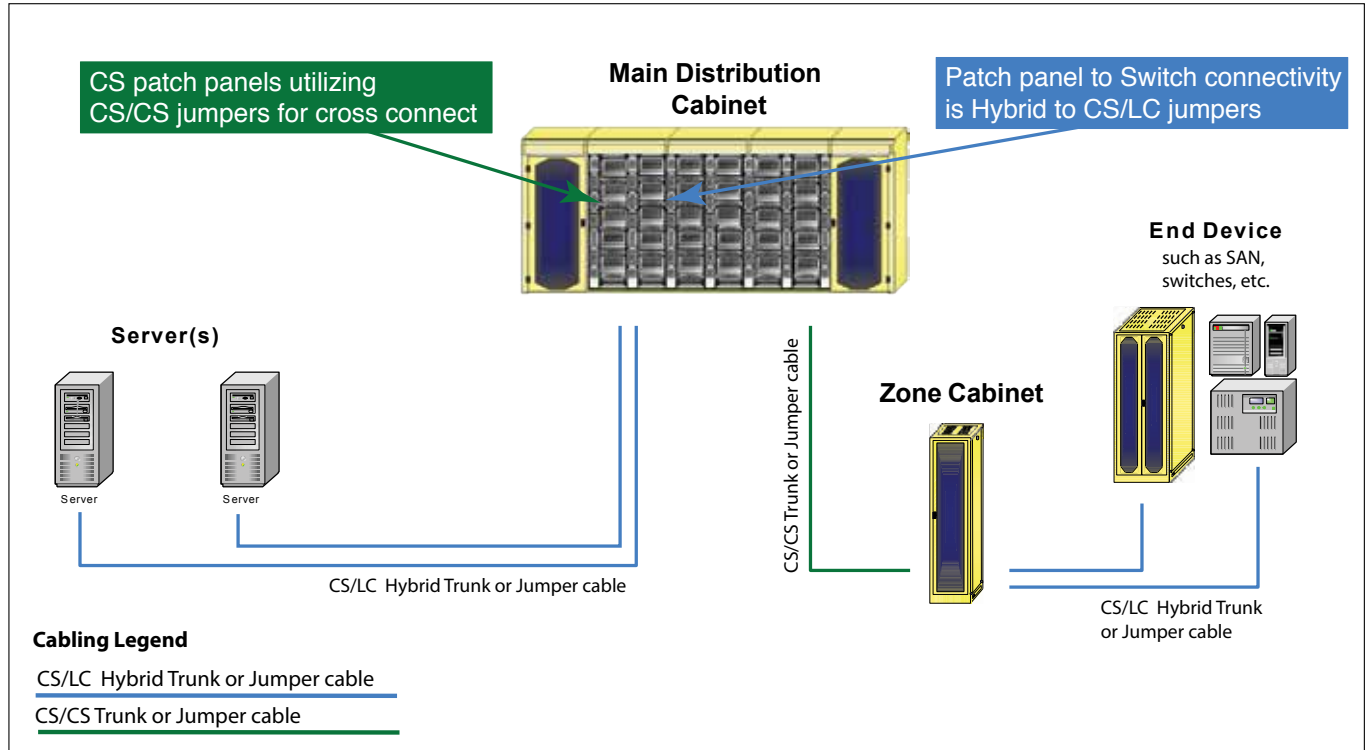 CS patch panels utilizing
CS/CS jumpers for cross connect
Main Distribution
Cabinet
Patch panel to Switch connectivity
is Hybrid to CS/LC jumpers
End Device
such as SAN,
switches, etc.
Server(s)
Server
Server
CS/CS Trunk or Jumper cable
Zone Cabinet
CS/LC Hybrid Trunk or Jumper cable
CS/LC Hybrid Trunk
or Jumper cable
Cabling Legend
CS/LC Hybrid Trunk or Jumper cable
CS/CS Trunk or Jumper cable